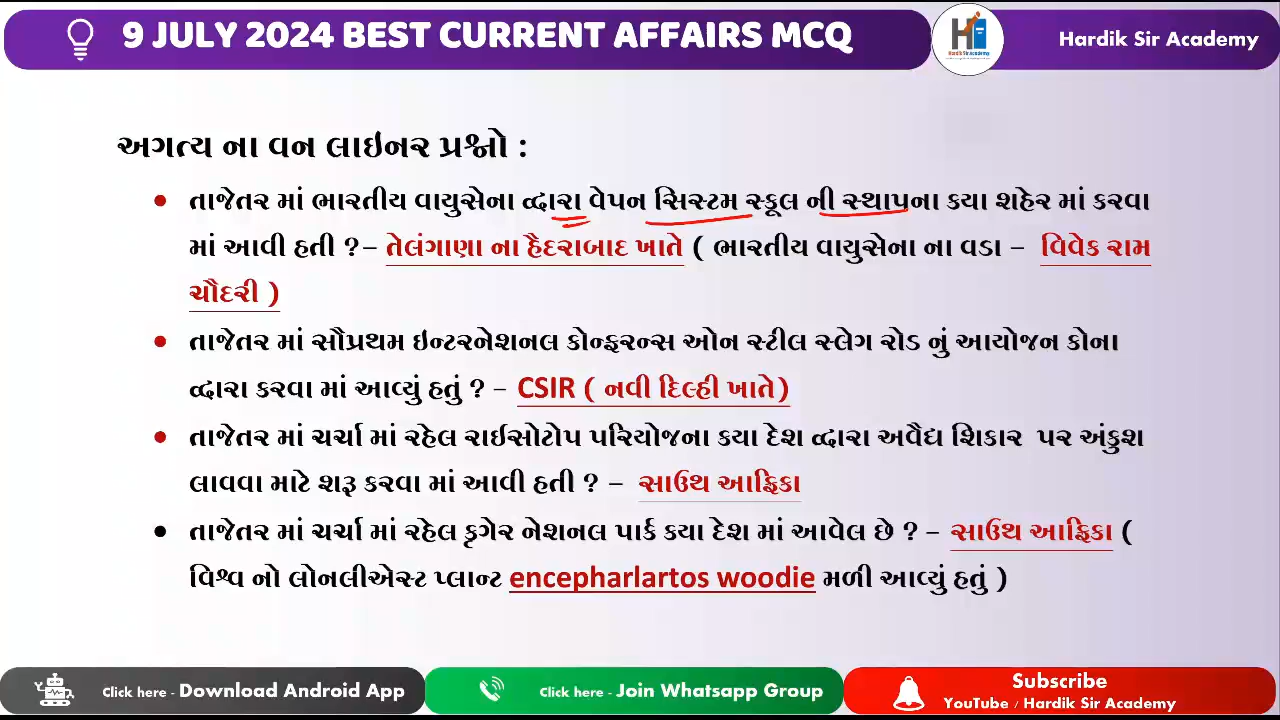 9 JULY 2024 BEST CURRENT AFFAIRS MCQ
Hardik Sir Academy
Hardik Sir Academy
અગત્ય ના વન લાઇનર પ્રશ્નો :
• તાજેતર માં ભારતીય વાયુસેના દ્વારા વેપન સિસ્ટમ સ્કૂલ ની સ્થાપના કયા શહેર માં કરવા
માં આવી હતી ?– તેલંગાણા ના હૈદરાબાદ ખાતે ( ભારતીય વાયુસેના ના વડા – વિવેક રામ
ચૌદરી )
• તાજેતર માં સૌપ્રથમ ઇન્ટરનેશનલ કોન્ફરન્સ ઓન સ્ટીલ સ્લેગ રોડ નું આયોજન કોના
દ્વારા કરવા માં આવ્યું હતું ? – CSIR ( નવી દિલ્હી ખાતે)
• તાજેતર માં ચર્ચા માં રહેલ રાઈસોટોપ પરિયોજના કયા દેશ દ્વારા અવૈદ્ય શિકાર પર અંકુશ
લાવવા માટે શરૂ કરવા માં આવી હતી ? – સાઉથ આફ્રિકા
• તાજેતર માં ચર્ચા માં રહેલ કૃગેર નેશનલ પાર્ક કયા દેશ માં આવેલ છે ? – સાઉથ આફ્રિકા (
વિશ્વ નો લોનલીએસ્ટ પ્લાન્ટ encepharlartos woodie મળી આવ્યું હતું )
Click here - Download Android App
Click here - Join Whatsapp Group
Subscribe
YouTube / Hardik Sir Academy